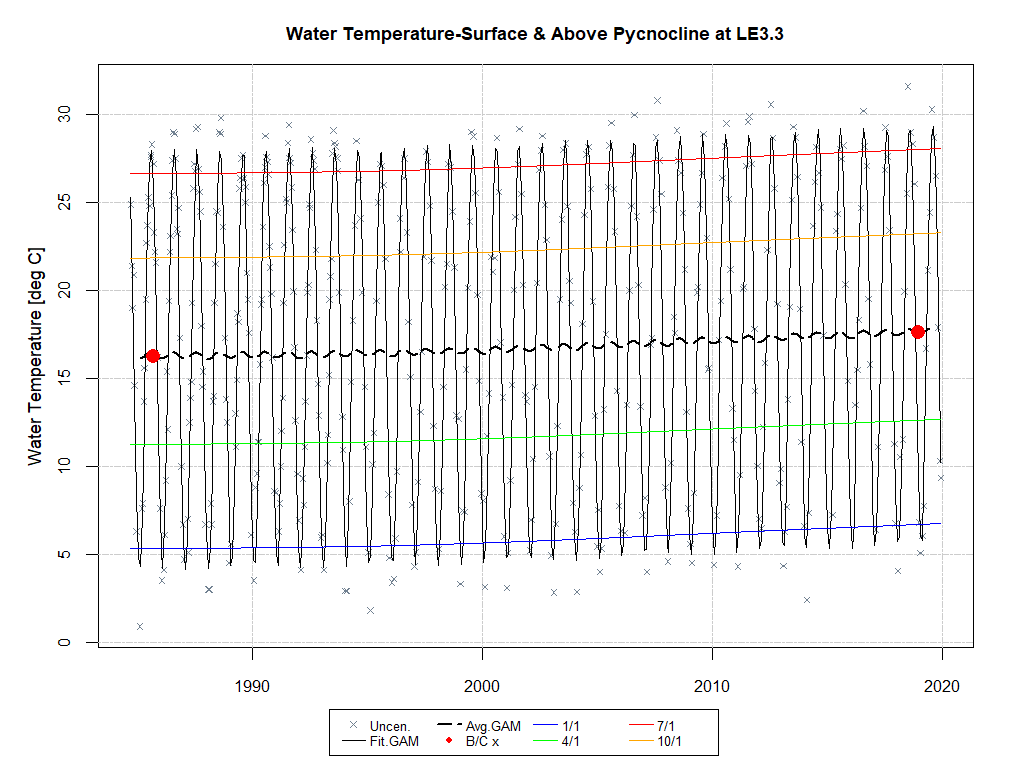 Water Temperature-Surface & Above Pycnocline at LE3.3
Water Temperature [deg C]
30
25
20
15
10
5
0
1990 2000 2010 2020
Uncen. Avg.GAM 1/1 7/1
Fit.GAM B/C x 4/1 10/1